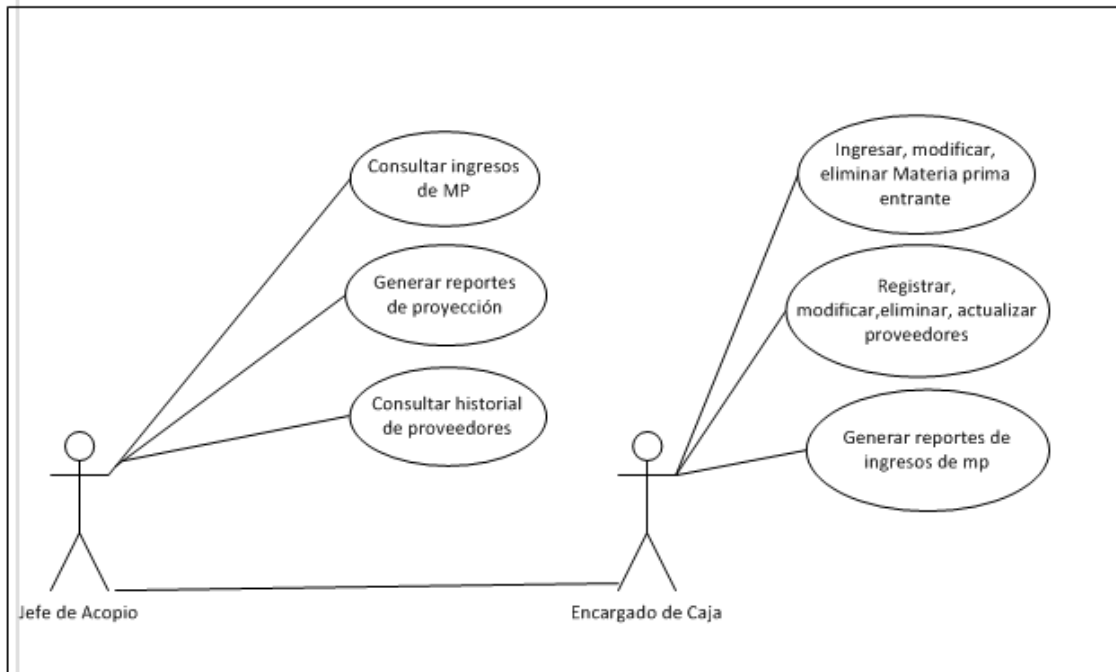 Consultar ingresos
de MP
Generar reportes
de proyección
Consultar historial
de proveedores
Jefe de Acopio
Ingresar, modificar,
eliminar Materia prima
entrante
Registrar,
modificar,eliminar, actualizar
proveedores
Generar reportes de
ingresos de mp
Encargado de Caja